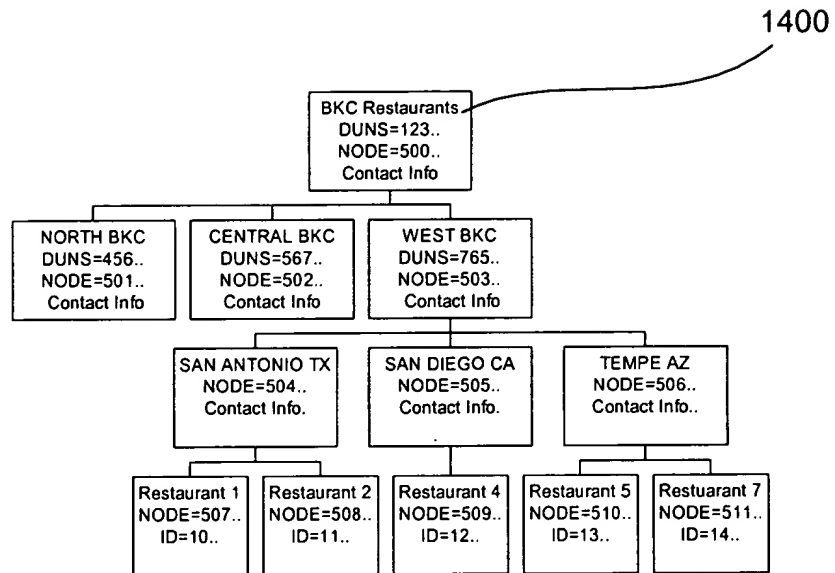 1400
BKC Restaurants
DUNS=123..
NODE=500..
Contact Info
NORTH BKC
DUNS=456..
NODE=501..
Contact Info
CENTRAL BKC
DUNS=567..
NODE=502..
Contact Info
WEST BKC
DUNS=765..
NODE=503..
Contact Info
SAN ANTONIO TX
NODE=504..
Contact Info.
SAN DIEGO CA
NODE=505..
Contact Info.
TEMPE AZ
NODE=506..
Contact Info..
Restaurant 1
NODE=507..
ID=10..
Restaurant 2
NODE=508..
ID=11..
Restaurant 4
NODE=509..
ID=12..
Restaurant 5
NODE=510..
ID=13..
Restuarant 7
NODE=511..
ID=14..